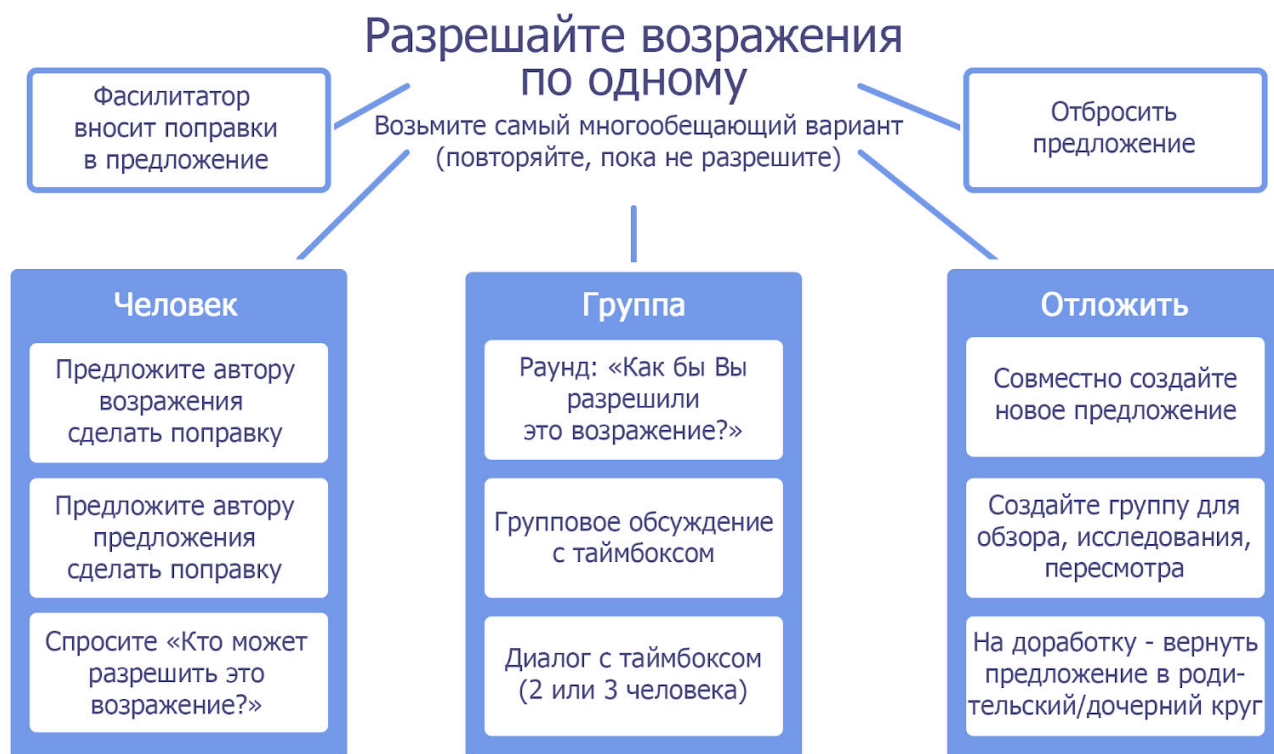 Разрешайте возражения
по одному
Возьмите самый многообещающий вариант
(повторяйте, пока не разрешите)
Фасилитатор
вносит поправки
в предложение
Отбросить
предложение
Человек
Предложите автору
возражения
сделать поправку
Предложите автору
предложения
сделать поправку
Спросите «Кто может
разрешить это
возражение?»
Группа
Раунд: «Как бы Вы
разрешили
это возражение?»
Групповое обсуждение
с таймбоксом
Диалог с таймбоксом
(2 или 3 человека)
Отложить
Совместно создайте
новое предложение
Создайте группу для
обзора, исследования,
пересмотра
На доработку - вернуть
предложение в роди-
тельский/дочерний круг